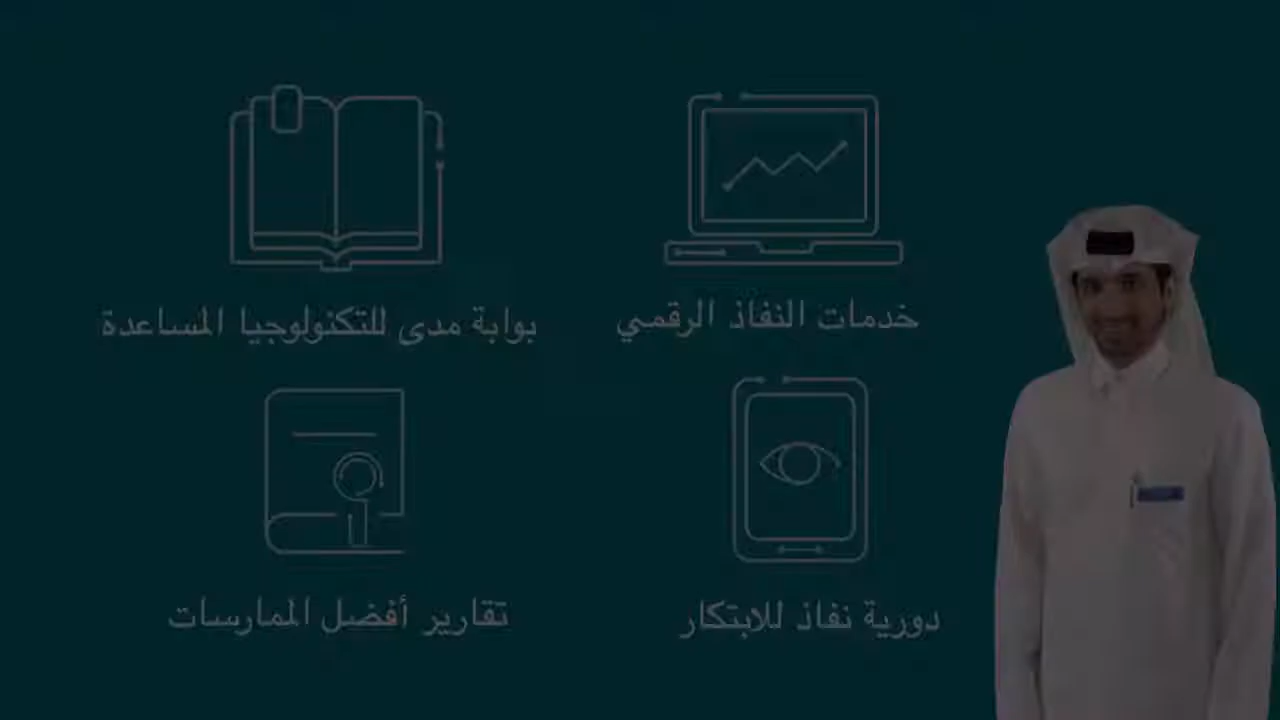 خدمات النفاذ الرقمي
بوابة مدى للتكنولوجيا المساعدة
دورية نفاذ للابتكار
تقارير أفضل الممارسات